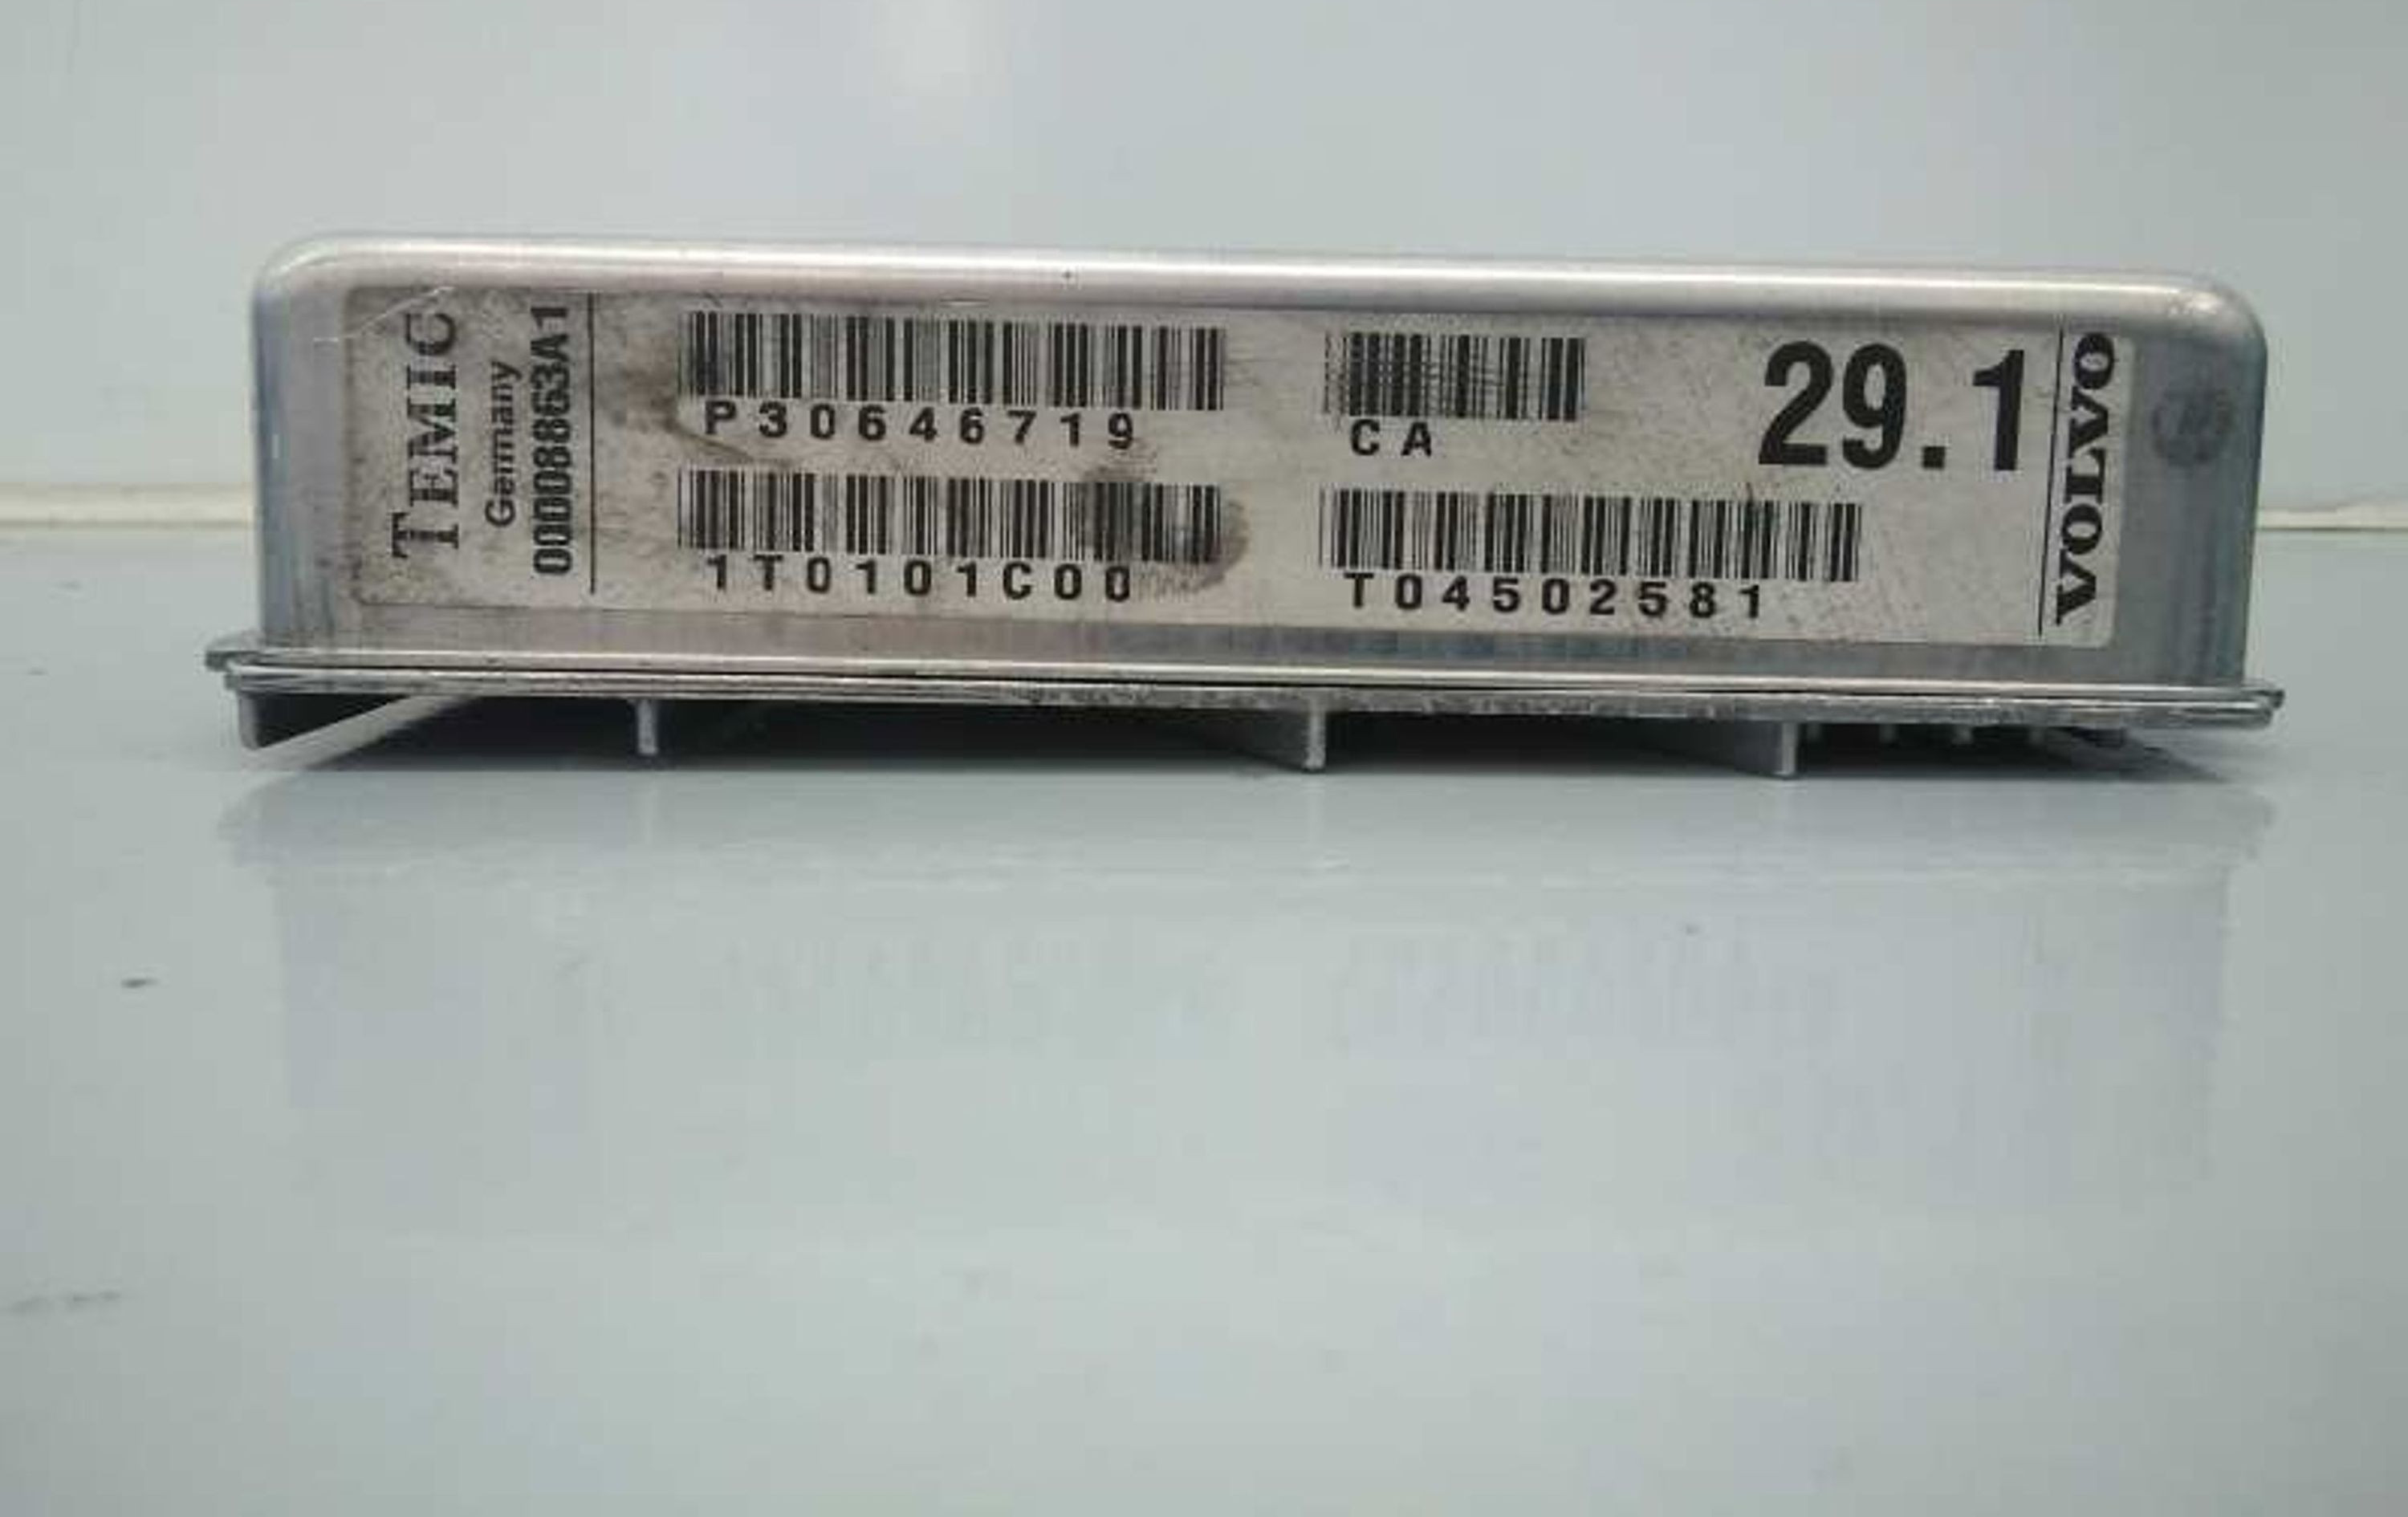 TEMIC
Germany
00008863A1
P30646719
CA
29.1
1T0101C00
T04502581
VOLVO